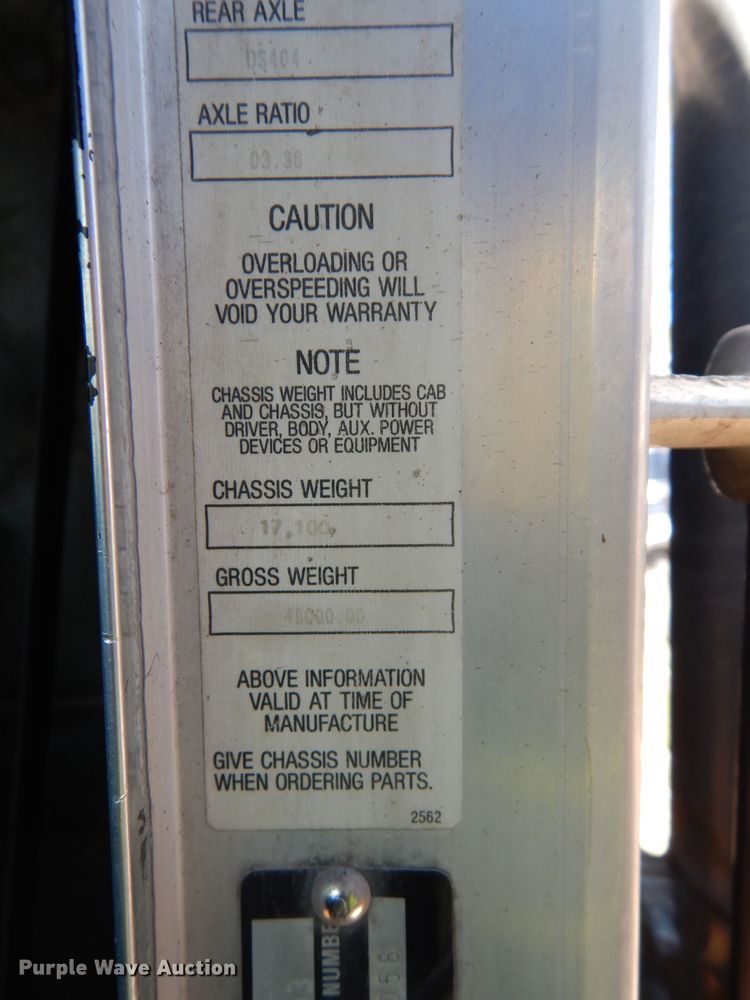 REAR AXLE
DS404
AXLE RATIO
03.36
CAUTION
OVERLOADING OR
OVERSPEEDING WILL
VOID YOUR WARRANTY
NOTE
CHASSIS WEIGHT INCLUDES CAB
AND CHASSIS, BUT WITHOUT
DRIVER, BODY, AUX. POWER
DEVICES OR EQUIPMENT
CHASSIS WEIGHT
17,100
GROSS WEIGHT
ABOVE INFORMATION
VALID AT TIME OF
MANUFACTURE
GIVE CHASSIS NUMBER
WHEN ORDERING PARTS.
2562
NUMBE
Purple Wave Auction